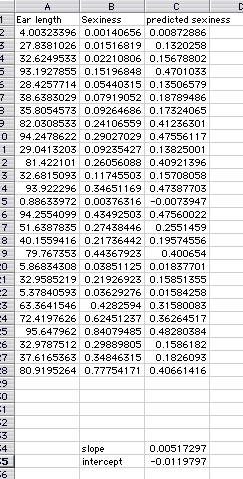 A B C D
1 Ear length Sexiness predicted sexiness
2 4.00323396 0.00140656 0.00872886
3 27.8381026 0.01516819 0.1320258
4 32.6249533 0.02210806 0.15678802
5 93.1927855 0.15196848 0.4701033
6 28.4257714 0.05440315 0.13506579
7 38.6383029 0.07919052 0.18789486
8 35.8054573 0.09264686 0.17324065
9 82.0308533 0.24106559 0.41236301
10 94.2478622 0.29027029 0.47556117
11 29.0413203 0.09235427 0.13825001
12 81.422101 0.26056088 0.40921396
13 32.6815093 0.11745503 0.15708058
14 93.922296 0.34651169 0.47387703
15 0.88633972 0.00376316 -0.0073947
16 94.2554099 0.43492503 0.47560022
17 51.6387835 0.27438446 0.2551459
18 40.1559416 0.21736442 0.19574556
19 79.767353 0.44367923 0.400654
20 5.86834308 0.03851125 0.01837701
21 32.9585219 0.21926923 0.15851355
22 5.37840593 0.03629276 0.01584258
23 63.3641546 0.4282594 0.31580083
24 72.4197626 0.62451237 0.36264517
25 95.647962 0.84079485 0.48280384
26 32.9787512 0.29889805 0.1586182
27 37.6165363 0.34846315 0.1826093
28 80.9195264 0.77754171 0.40661416
29
30
31
32
33
34 slope 0.00517297
35 intercept -0.0119797
36